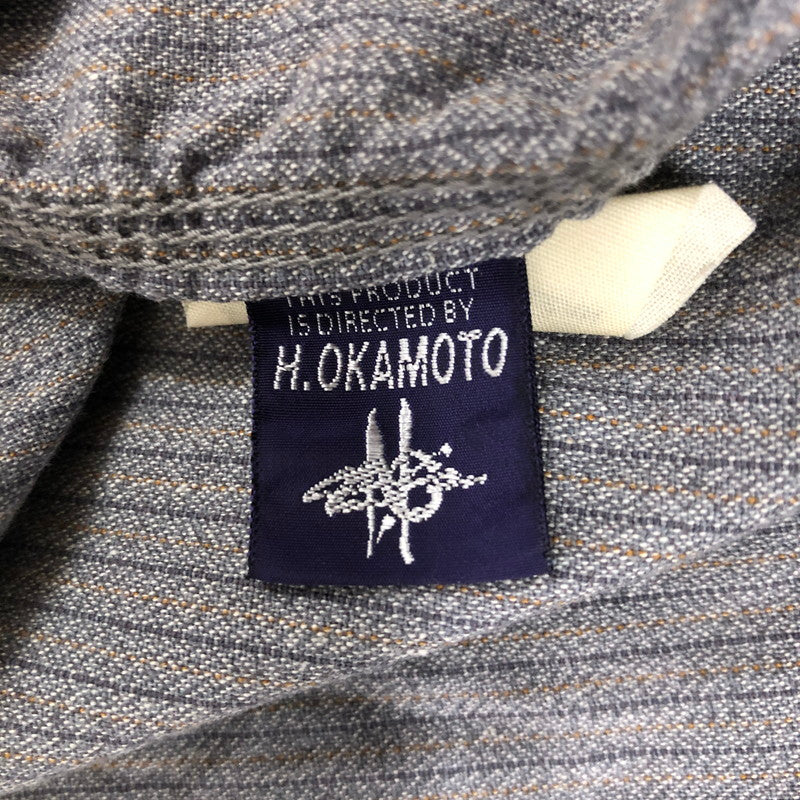 THIS PRODUCT
IS DIRECTED BY
H.OKAMOTO